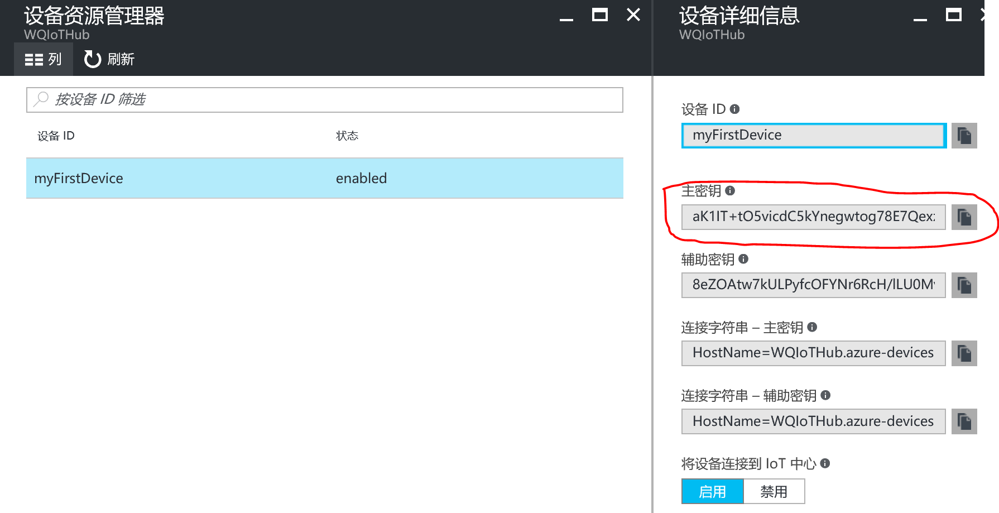 设备资源管理器
WQIoTHub
列
刷新
按设备 ID 筛选
设备 ID
状态
myFirstDevice
enabled
设备详细信息
WQIoTHub
设备 ID
myFirstDevice
主密钥
aK1IT+tO5vicdC5kYnegwtog78E7Qex
辅助密钥
8eZOAtw7kULPyfcOFYNr6RcH/lLU0M
连接字符串 – 主密钥
HostName=WQIoTHub.azure-devices
连接字符串 – 辅助密钥
HostName=WQIoTHub.azure-devices
将设备连接到 IoT 中心
启用
禁用